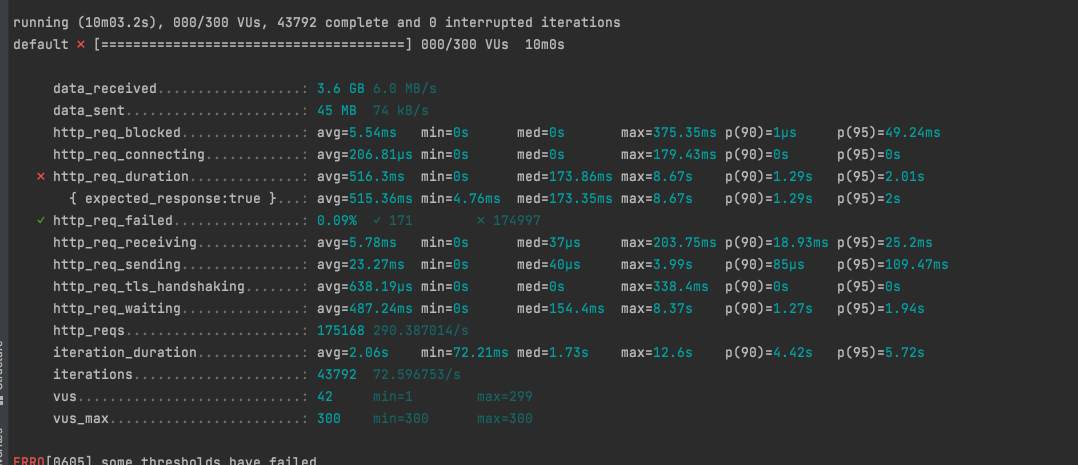 running (10m03.2s), 000/300 VUs, 43792 complete and 0 interrupted iterations
default ✗ [======================================] 000/300 VUs  10m0s
data_received..................: 3.6 GB 6.0 MB/s
data_sent......................: 45 MB  74 kB/s
http_req_blocked...............: avg=5.54ms   min=0s      med=0s       max=375.35ms p(90)=1µs     p(95)=49.24ms
http_req_connecting............: avg=206.81µs min=0s      med=0s       max=179.43ms p(90)=0s      p(95)=0s
✗ http_req_duration..............: avg=516.3ms  min=0s      med=173.86ms max=8.67s    p(90)=1.29s   p(95)=2.01s
{ expected_response:true }...: avg=515.36ms min=4.76ms  med=173.35ms max=8.67s    p(90)=1.29s   p(95)=2s
✓ http_req_failed................: 0.09%  ✓ 171        ✗ 174997
http_req_receiving.............: avg=5.78ms   min=0s      med=37µs     max=203.75ms p(90)=18.93ms p(95)=25.2ms
http_req_sending...............: avg=23.27ms  min=0s      med=40µs     max=3.99s    p(90)=85µs    p(95)=109.47ms
http_req_tls_handshaking.......: avg=638.19µs min=0s      med=0s       max=338.4ms  p(90)=0s      p(95)=0s
http_req_waiting...............: avg=487.24ms min=0s      med=154.4ms  max=8.37s    p(90)=1.27s   p(95)=1.94s
http_reqs......................: 175168 290.387014/s
iteration_duration.............: avg=2.06s    min=72.21ms med=1.73s    max=12.6s    p(90)=4.42s   p(95)=5.72s
iterations.....................: 43792  72.596753/s
vus............................: 42     min=1        max=299
vus_max........................: 300    min=300      max=300
ERRO[0605] some thresholds have failed